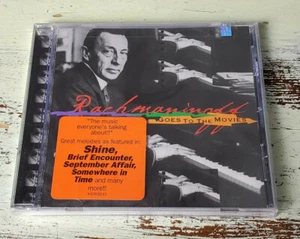 Rachmaninoff
GOES TO THE MOVIES
"The music
everyone's talking
about!!"
Great melodies as featured in:
Shine,
Brief Encounter,
September Affair,
Somewhere in
Time and many
more!!